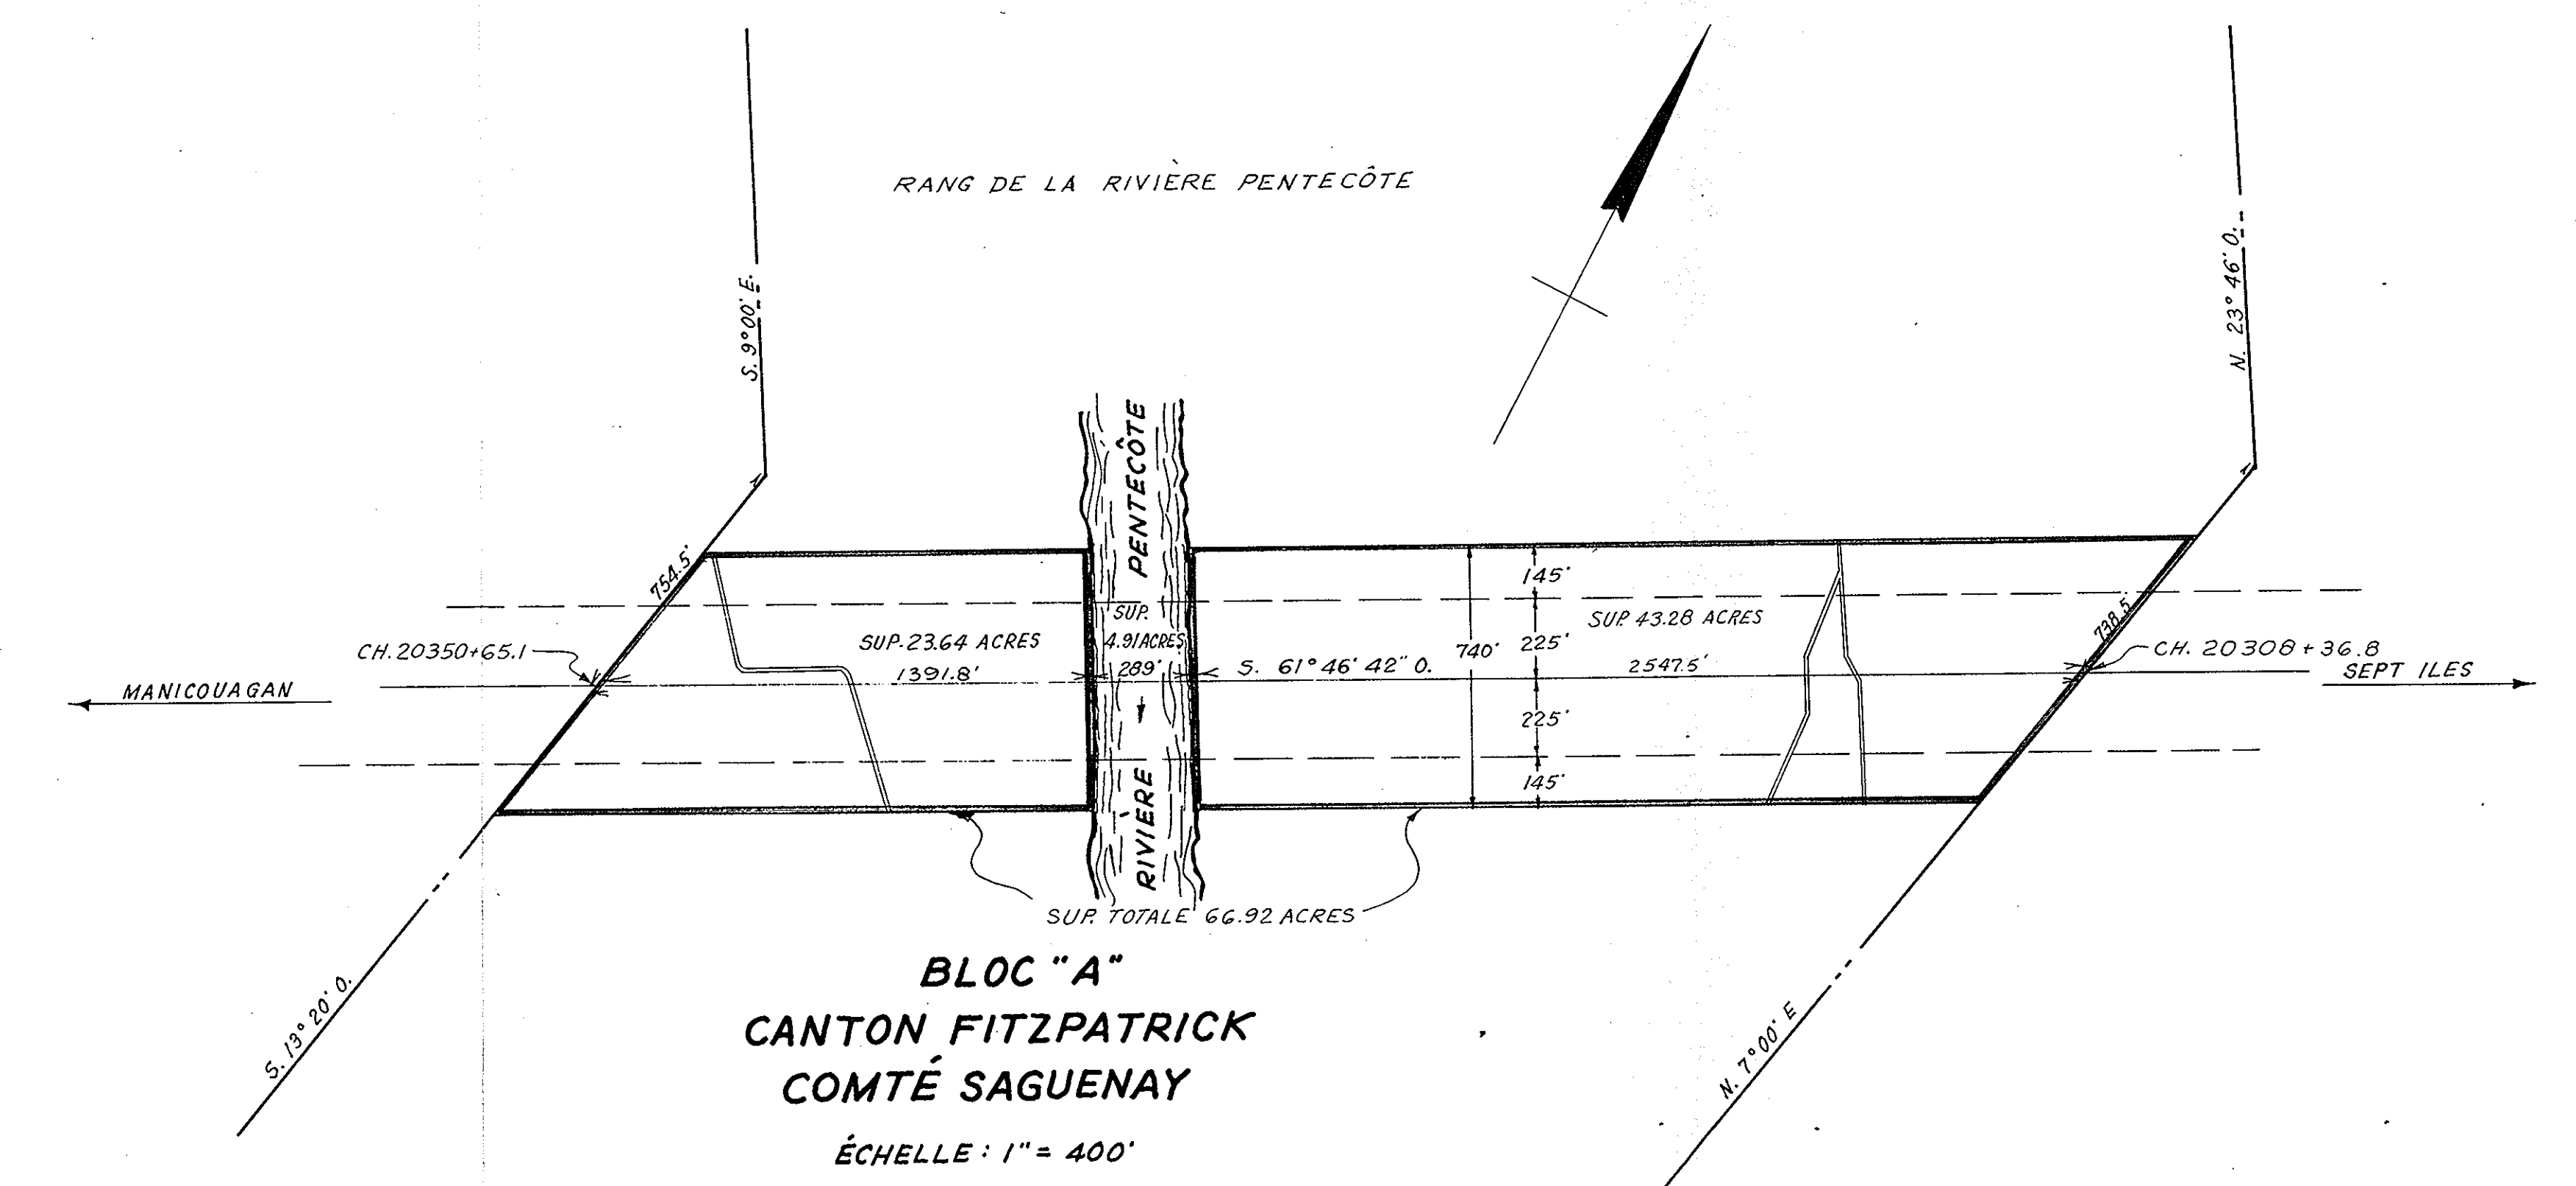 RANG DE LA RIVIÈRE PENTECÔTE
S. 9°00' E.
N. 23° 46' O.
RIVIÈRE PENTECÔTE
754.5'
738.5'
145'
SUP.
4.91 ACRES
289'
SUP. 23.64 ACRES
1391.8'
SUP. 43.28 ACRES
740'
225'
CH. 20350+65.1
CH. 20308+36.8
S. 61° 46' 42" O.
2547.5'
MANICOUAGAN
SEPT ILES
225'
145'
SUP. TOTALE 66.92 ACRES
S. 13° 20' O.
N. 7°00' E
BLOC "A"
CANTON FITZPATRICK
COMTÉ SAGUENAY
ÉCHELLE : 1" = 400'